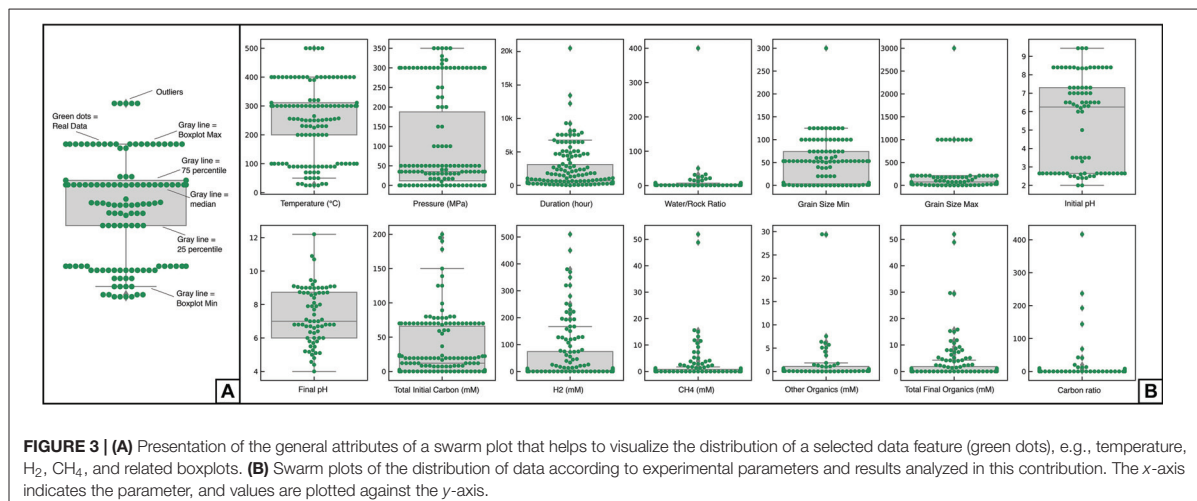 Outliers
Green dots =
Real Data
Gray line =
Boxplot Max
Gray line =
75 percentile
Gray line =
median
Gray line =
25 percentile
Gray line =
Boxplot Min
A
500
400
300
200
100
0
Temperature (°C)
350
300
250
200
150
100
50
0
Pressure (MPa)
20k
15k
10k
5k
0
Duration (hour)
400
300
200
100
0
Water/Rock Ratio
300
250
200
150
100
50
0
Grain Size Min
3000
2500
2000
1500
1000
500
0
Grain Size Max
9
8
7
6
5
4
3
2
Initial pH
12
10
8
6
4
Final pH
200
150
100
50
0
Total Initial Carbon (mM)
500
400
300
200
100
0
H2 (mM)
50
40
30
20
10
0
CH4 (mM)
30
25
20
15
10
5
0
Other Organics (mM)
50
40
30
20
10
0
Total Final Organics (mM)
400
300
200
100
0
Carbon ratio
B
FIGURE 3 | (A) Presentation of the general attributes of a swarm plot that helps to visualize the distribution of a selected data feature (green dots), e.g., temperature,
H₂, CH₄, and related boxplots. (B) Swarm plots of the distribution of data according to experimental parameters and results analyzed in this contribution. The x-axis
indicates the parameter, and values are plotted against the y-axis.